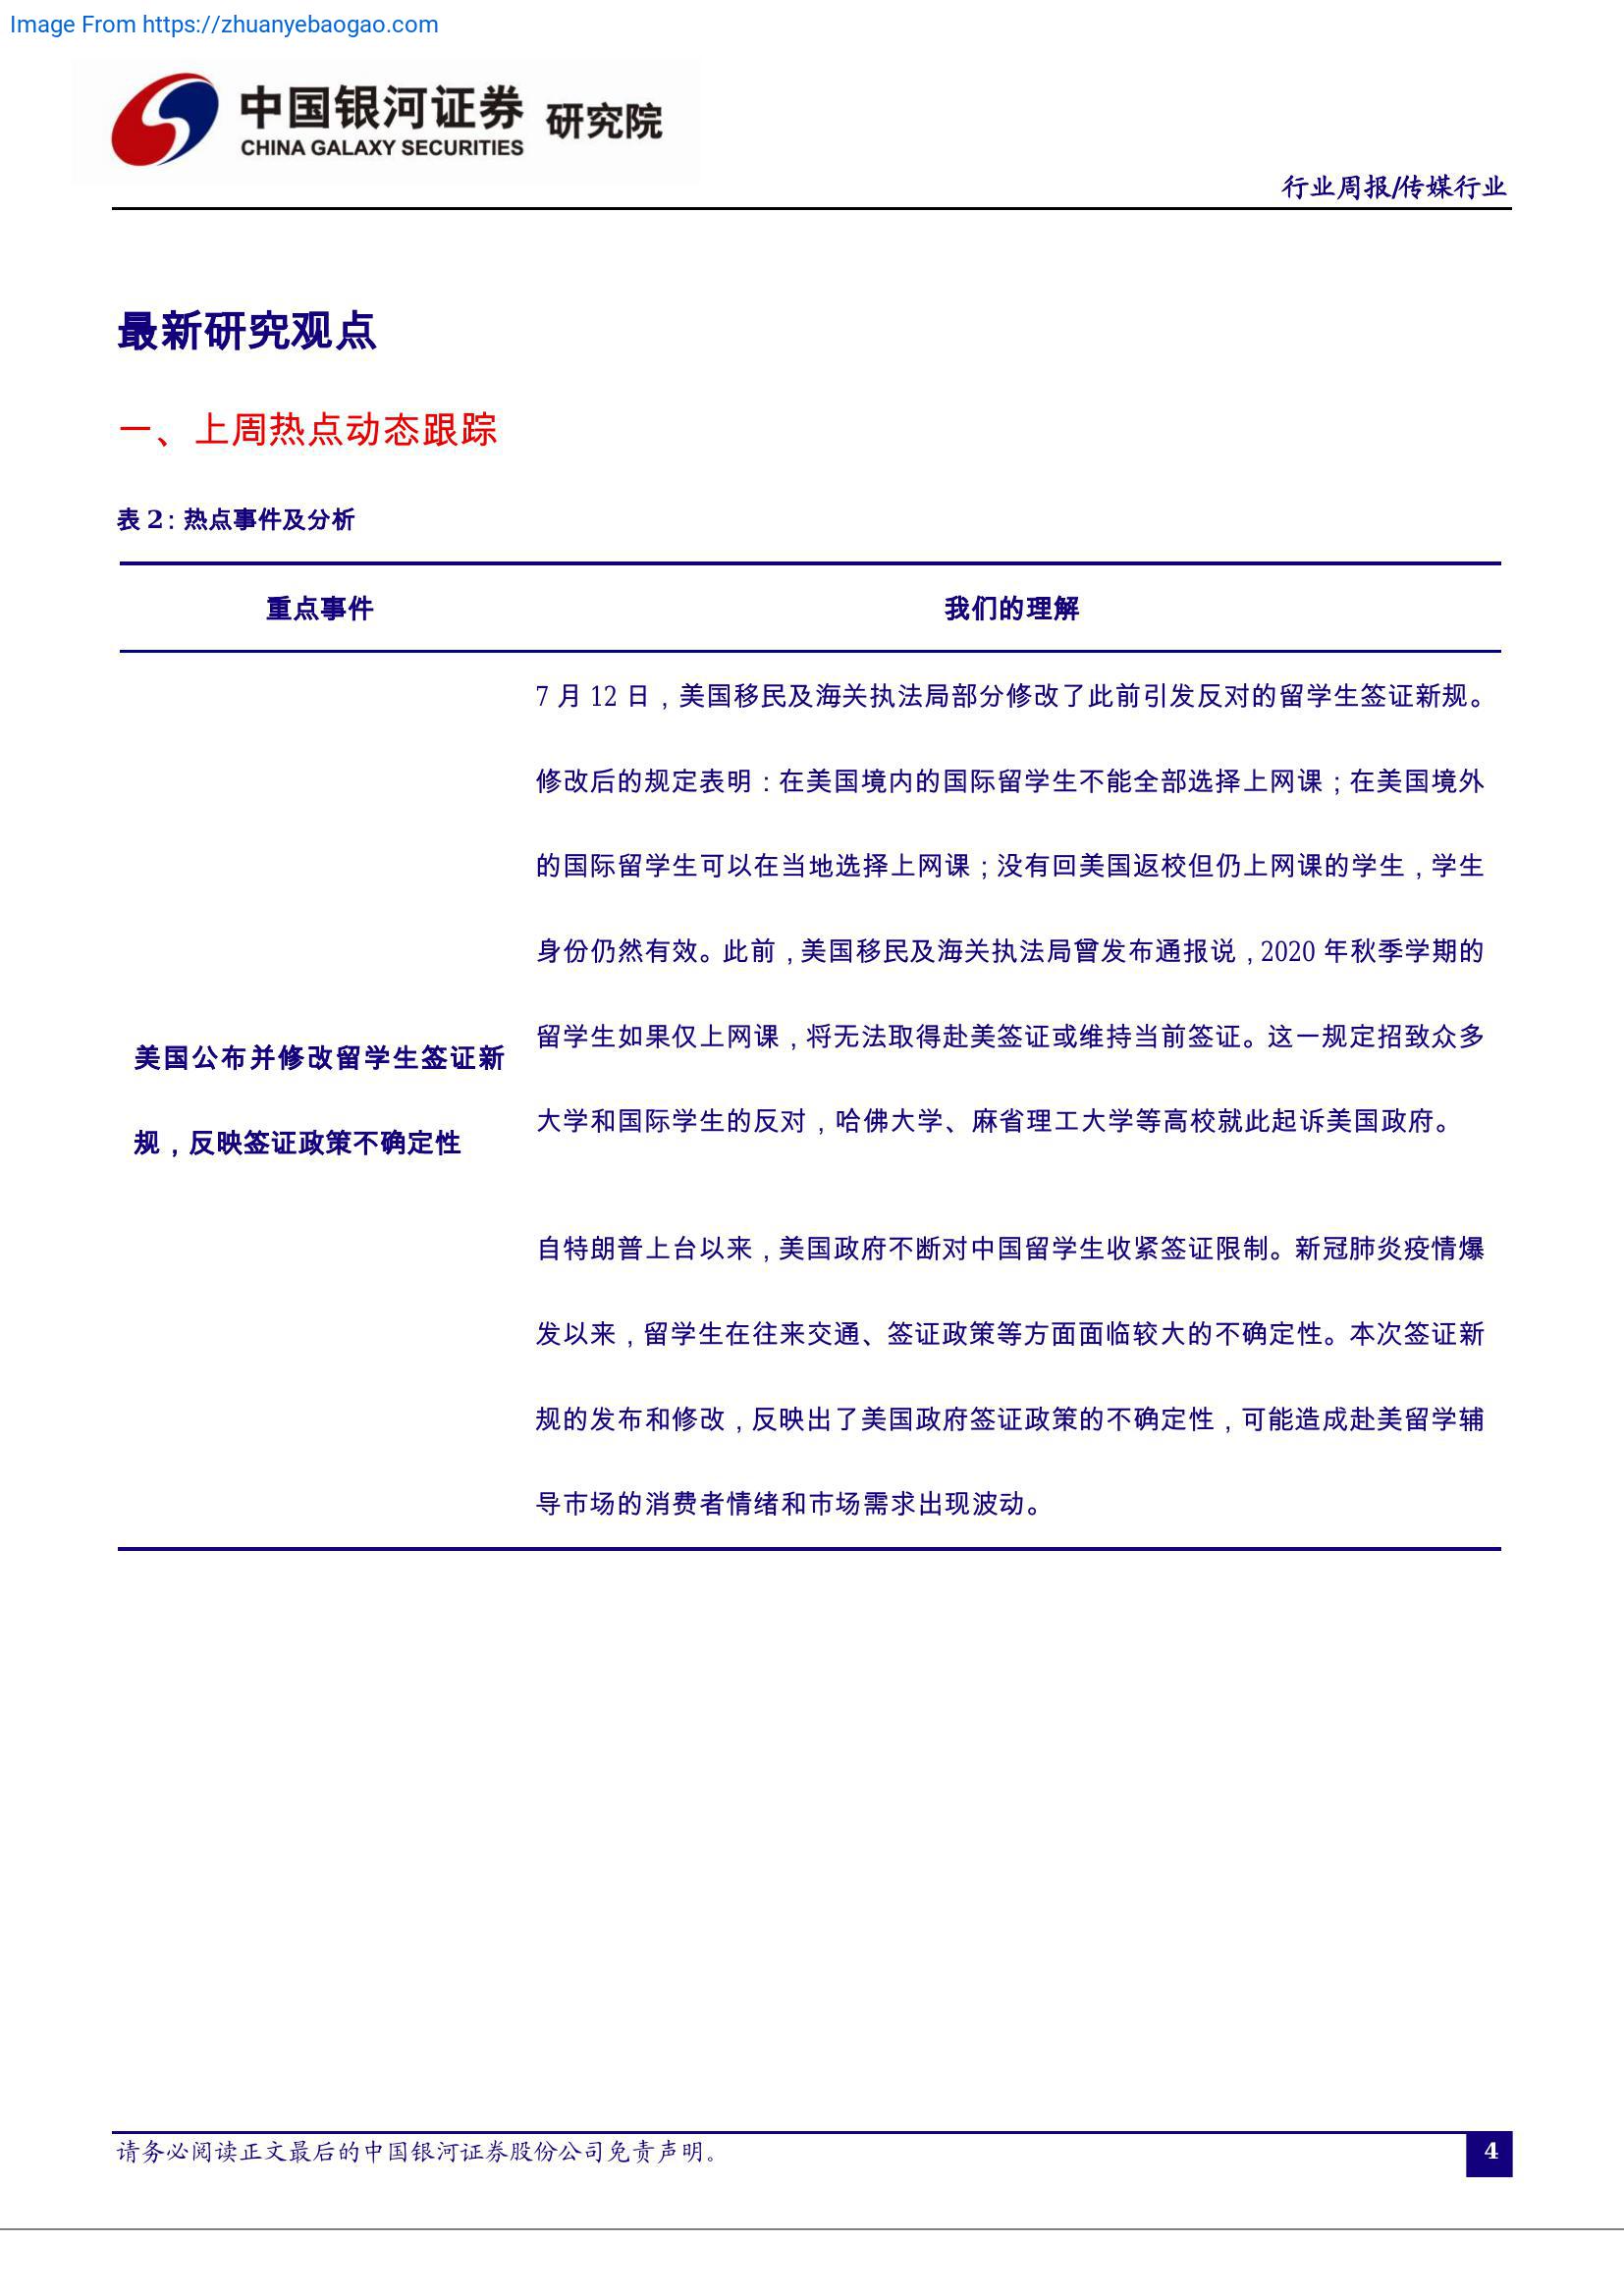 Image From https://zhuanyebaogao.com
中国银河证券 研究院
CHINA GALAXY SECURITIES
行业周报/传媒行业
最新研究观点
一、上周热点动态跟踪
表 2: 热点事件及分析
重点事件 我们的理解
7 月 12 日，美国移民及海关执法局部分修改了此前引发反对的留学生签证新规。
修改后的规定表明：在美国境内的国际留学生不能全部选择上网课；在美国境外
的国际留学生可以在当地选择上网课；没有回美国返校但仍上网课的学生，学生
身份仍然有效。此前，美国移民及海关执法局曾发布通报说，2020 年秋季学期的
留学生如果仅上网课，将无法取得赴美签证或维持当前签证。这一规定招致众多
大学和国际学生的反对，哈佛大学、麻省理工大学等高校就此起诉美国政府。
美国公布并修改留学生签证新
规，反映签证政策不确定性
自特朗普上台以来，美国政府不断对中国留学生收紧签证限制。新冠肺炎疫情爆
发以来，留学生在往来交通、签证政策等方面面临较大的不确定性。本次签证新
规的发布和修改，反映出了美国政府签证政策的不确定性，可能造成赴美留学辅
导市场的消费者情绪和市场需求出现波动。
请务必阅读正文最后的中国银河证券股份公司免责声明。
4